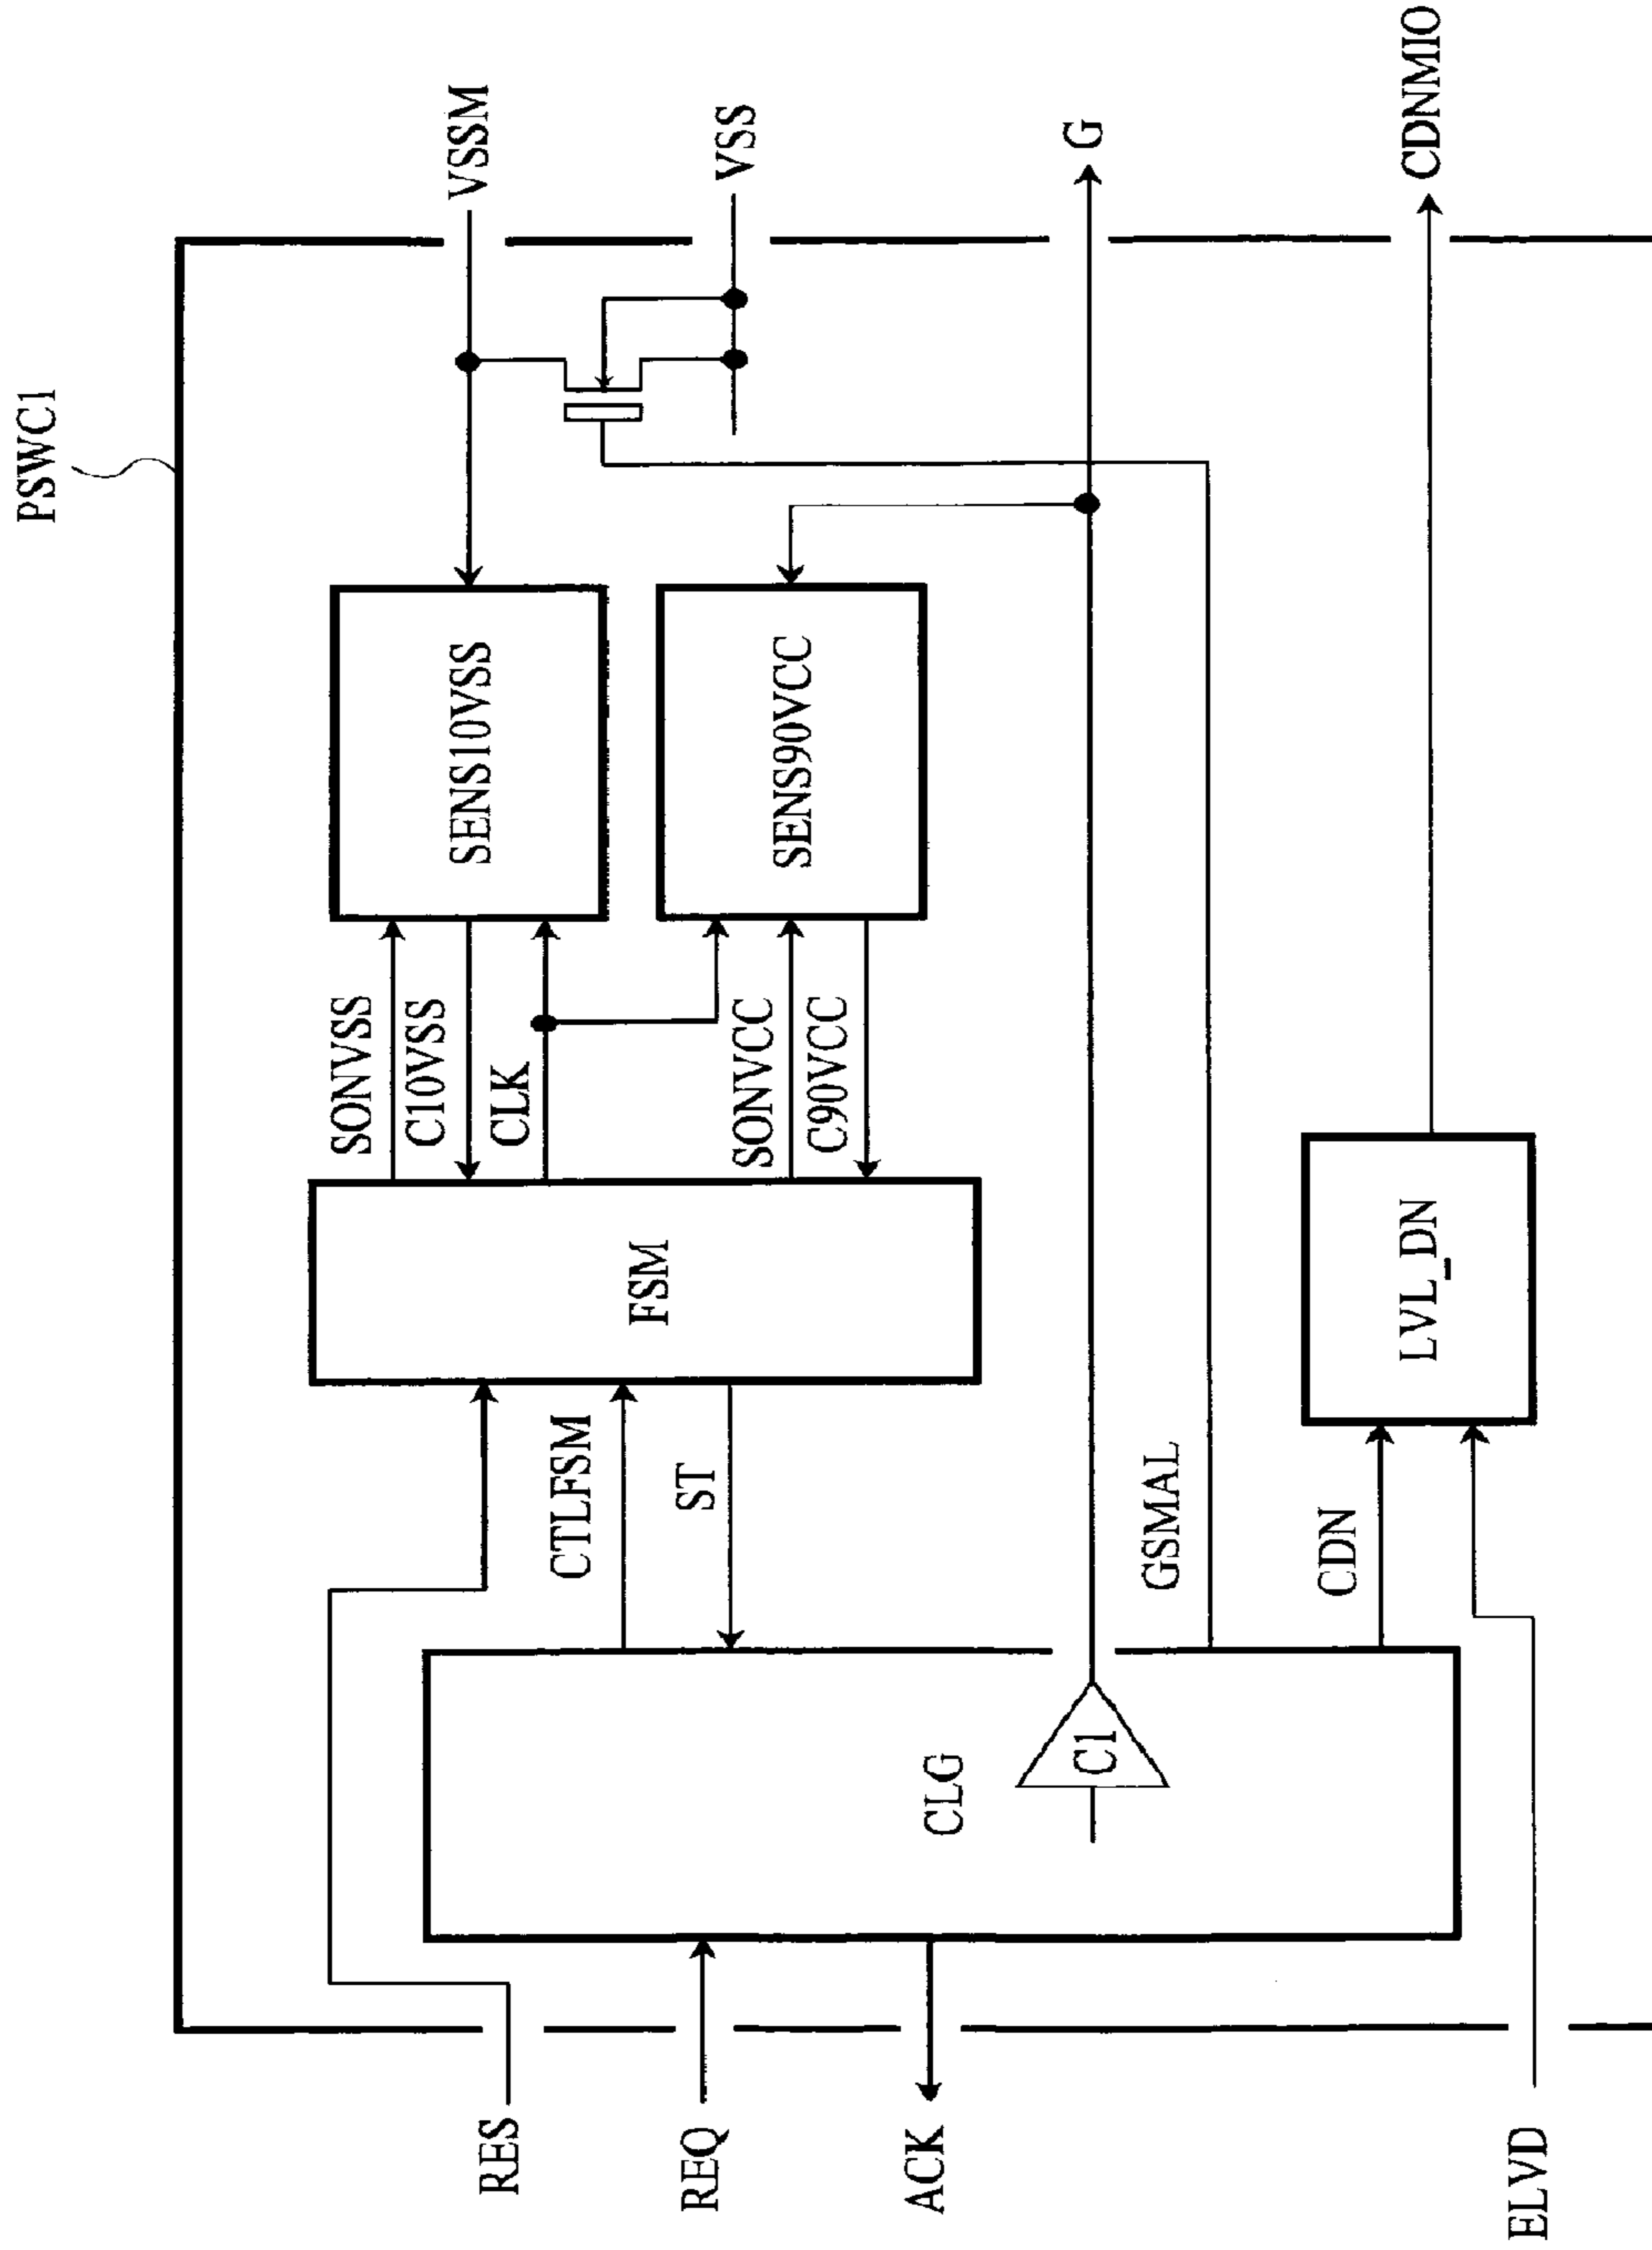 PSWC1
RES
REQ
ACK
ELVD
CLG
C1
CTLFSM
ST
GSMAL
CDN
FSM
LVL_DN
SONVSS
C10VSS
CLK
SONVCC
C90VCC
SENS10VSS
SENS90VCC
VSSM
VSS
G
CDNMIO